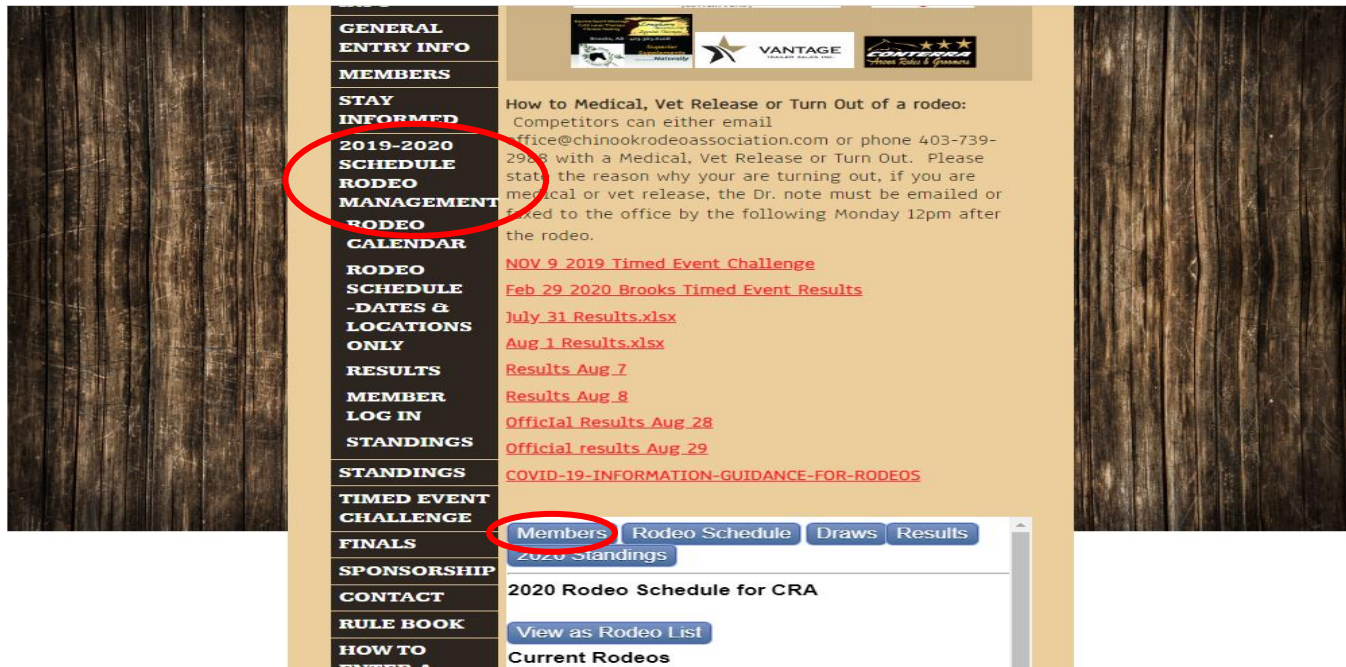 GENERAL
ENTRY INFO
MEMBERS
STAY
INFORMED
2019-2020
SCHEDULE
RODEO
MANAGEMENT
RODEO
CALENDAR
RODEO
SCHEDULE
-DATES &
LOCATIONS
ONLY
RESULTS
MEMBER
LOG IN
STANDINGS
STANDINGS
TIMED EVENT
CHALLENGE
FINALS
SPONSORSHIP
CONTACT
RULE BOOK
HOW TO
Superior
Supplements
Naturally
VANTAGE
TRAILER SALES INC.
CONTERRA
Arena Rakes & Groomers
How to Medical, Vet Release or Turn Out of a rodeo:
Competitors can either email
office@chinookrodeoassociation.com or phone 403-739-
2988 with a Medical, Vet Release or Turn Out. Please
state the reason why your are turning out, if you are
medical or vet release, the Dr. note must be emailed or
faxed to the office by the following Monday 12pm after
the rodeo.
NOV 9 2019 Timed Event Challenge
Feb 29 2020 Brooks Timed Event Results
July 31 Results.xlsx
Aug 1 Results.xlsx
Results Aug 7
Results Aug 8
OfficIal Results Aug 28
Official results Aug 29
COVID-19-INFORMATION-GUIDANCE-FOR-RODEOS
Members Rodeo Schedule Draws Results
2020 Standings
2020 Rodeo Schedule for CRA
View as Rodeo List
Current Rodeos